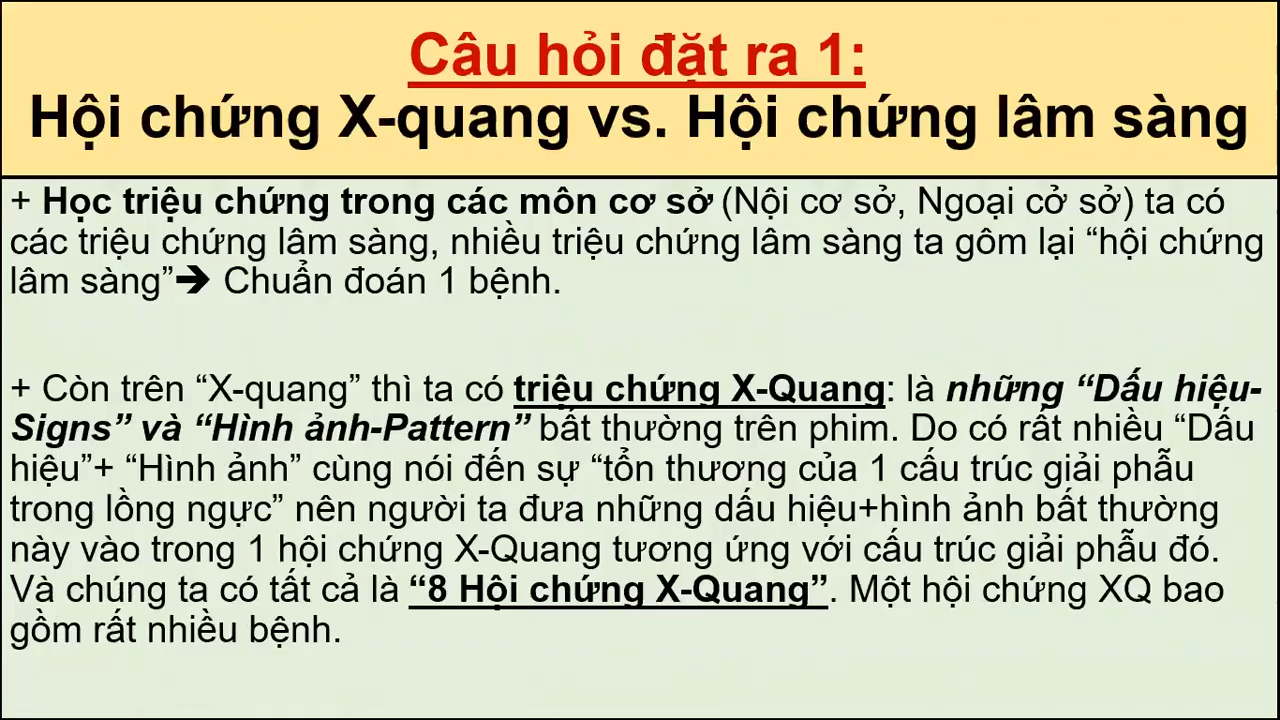 Câu hỏi đặt ra 1:
Hội chứng X-quang vs. Hội chứng lâm sàng
+ Học triệu chứng trong các môn cơ sở (Nội cơ sở, Ngoại cở sở) ta có
các triệu chứng lâm sàng, nhiều triệu chứng lâm sàng ta gôm lại “hội chứng
lâm sàng”➔ Chuẩn đoán 1 bệnh.
+ Còn trên “X-quang” thì ta có triệu chứng X-Quang: là những “Dấu hiệu-
Signs” và “Hình ảnh-Pattern” bất thường trên phim. Do có rất nhiều “Dấu
hiệu”+ “Hình ảnh” cùng nói đến sự “tổn thương của 1 cấu trúc giải phẫu
trong lồng ngực” nên người ta đưa những dấu hiệu+hình ảnh bất thường
này vào trong 1 hội chứng X-Quang tương ứng với cấu trúc giải phẫu đó.
Và chúng ta có tất cả là “8 Hội chứng X-Quang”. Một hội chứng XQ bao
gồm rất nhiều bệnh.